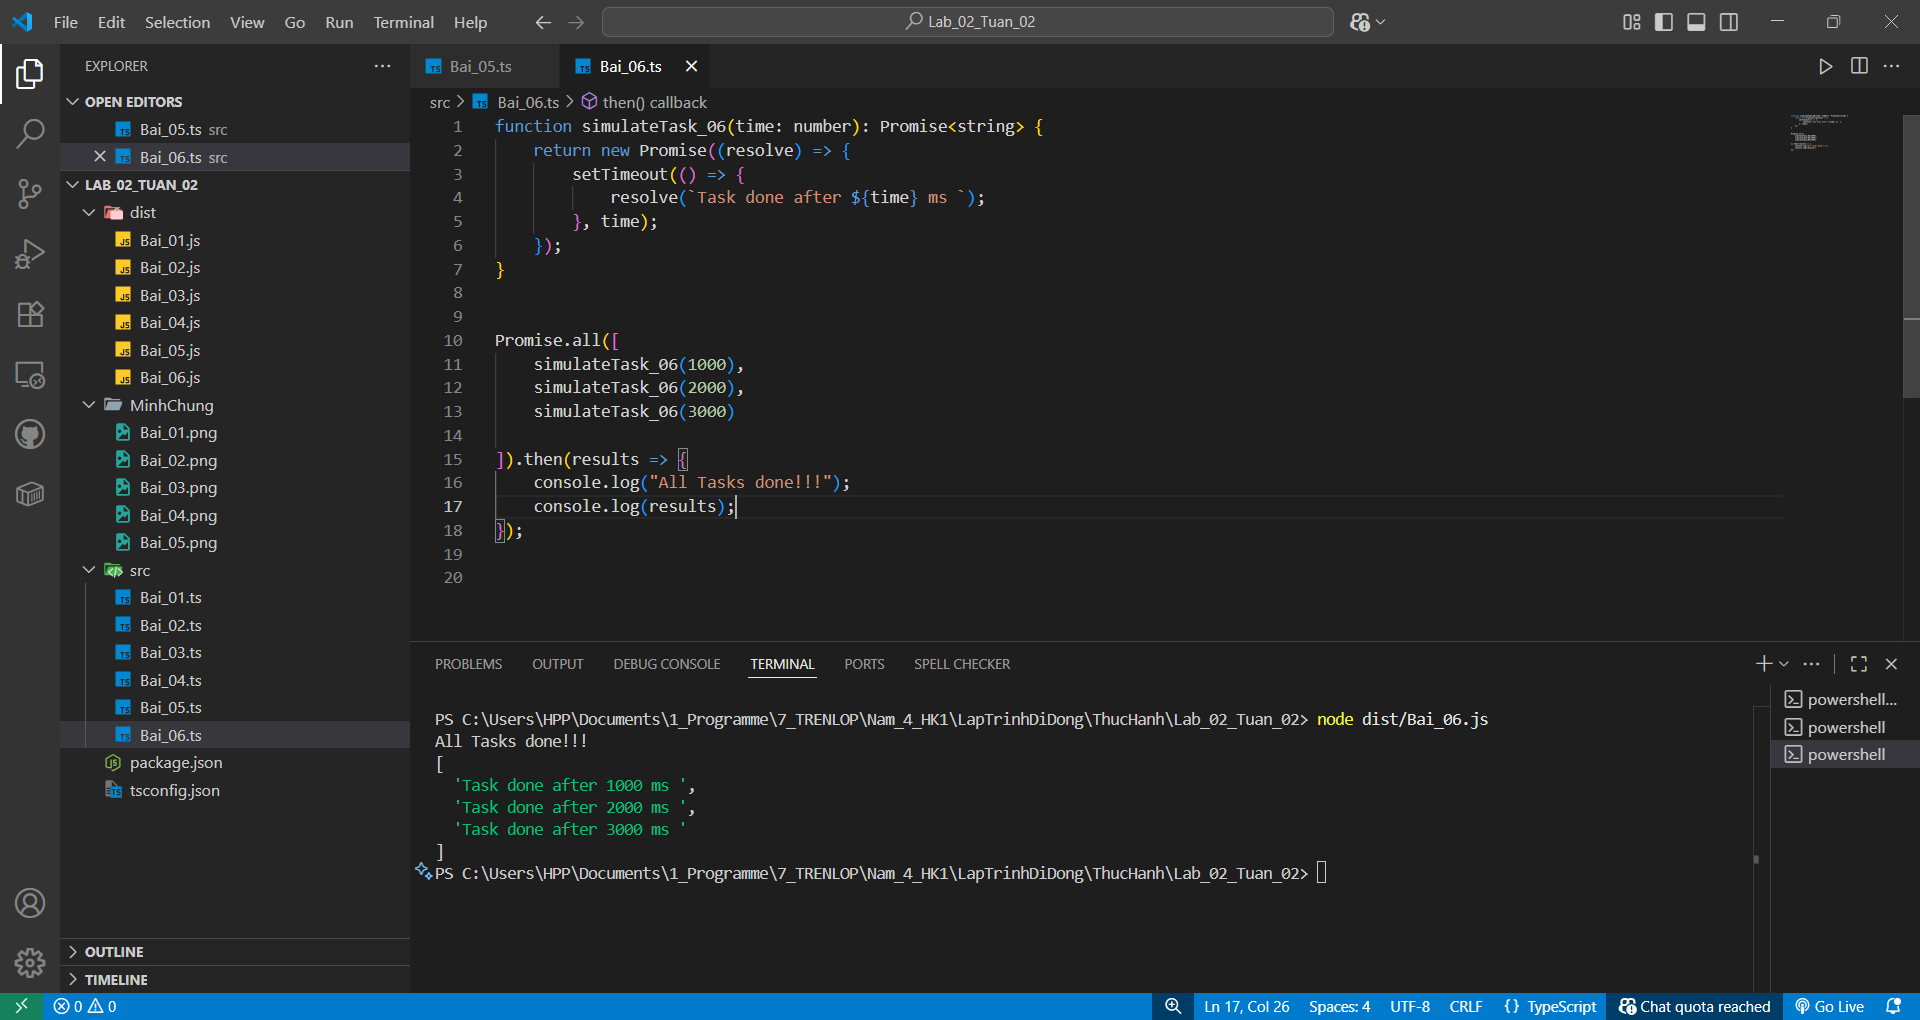 File Edit Selection View Go Run Terminal Help
Lab_02_Tuan_02
EXPLORER
OPEN EDITORS
Bai_05.ts src
Bai_06.ts src
LAB_02_TUAN_02
dist
Bai_01.js
Bai_02.js
Bai_03.js
Bai_04.js
Bai_05.js
Bai_06.js
MinhChung
Bai_01.png
Bai_02.png
Bai_03.png
Bai_04.png
Bai_05.png
src
Bai_01.ts
Bai_02.ts
Bai_03.ts
Bai_04.ts
Bai_05.ts
Bai_06.ts
package.json
tsconfig.json
OUTLINE
TIMELINE
Bai_05.ts Bai_06.ts
src > Bai_06.ts > then() callback
1 function simulateTask_06(time: number): Promise<string> {
2 return new Promise((resolve) => {
3 setTimeout(() => {
4 resolve(`Task done after ${time} ms `);
5 }, time);
6 });
7 }
8
9
10 Promise.all([
11 simulateTask_06(1000),
12 simulateTask_06(2000),
13 simulateTask_06(3000)
14
15 ]).then(results => {
16 console.log("All Tasks done!!!");
17 console.log(results);
18 });
19
20
PROBLEMS OUTPUT DEBUG CONSOLE TERMINAL PORTS SPELL CHECKER
PS C:\Users\HPP\Documents\1_Programme\7_TRENLOP\Nam_4_HK1\LapTrinhDiDong\ThucHanh\Lab_02_Tuan_02> node dist/Bai_06.js
All Tasks done!!!
[
'Task done after 1000 ms ',
'Task done after 2000 ms ',
'Task done after 3000 ms '
]
PS C:\Users\HPP\Documents\1_Programme\7_TRENLOP\Nam_4_HK1\LapTrinhDiDong\ThucHanh\Lab_02_Tuan_02>
powershell...
powershell
powershell
0 0 Ln 17, Col 26 Spaces: 4 UTF-8 CRLF {} TypeScript Chat quota reached Go Live